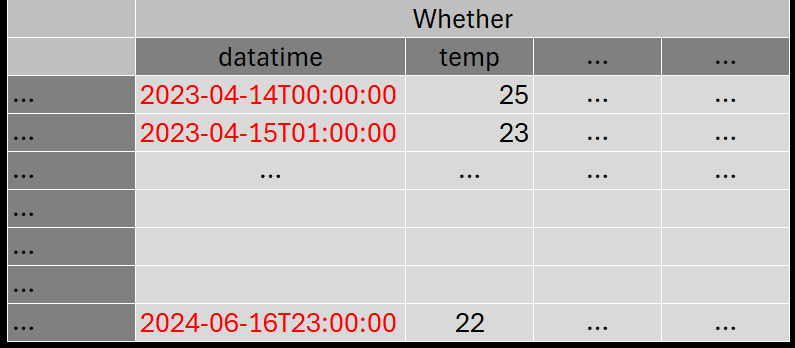 Whether
datatime temp ... ...
... 2023-04-14T00:00:00 25 ... ...
... 2023-04-15T01:00:00 23 ... ...
... ... ... ... ...
...
...
...
... 2024-06-16T23:00:00 22 ... ...